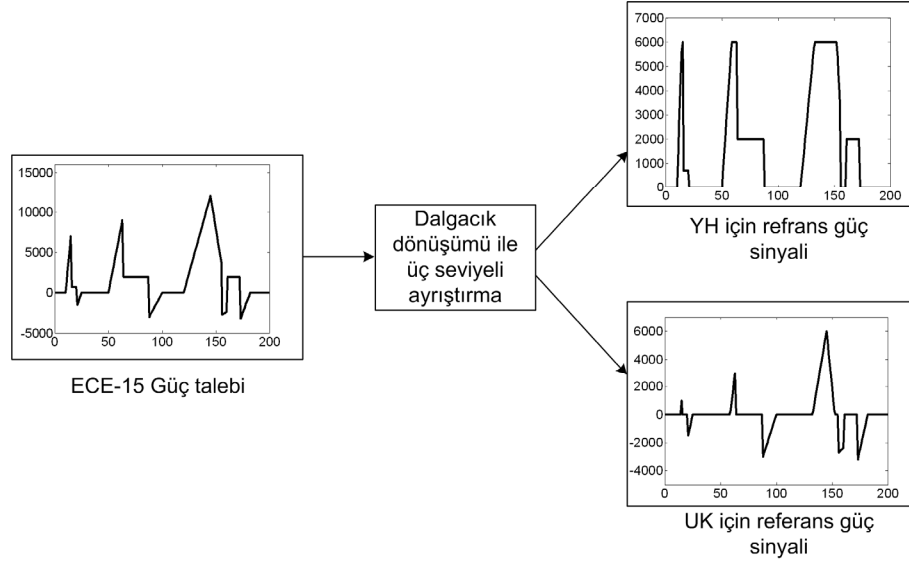 15000
10000
5000
0
-5000
0 50 100 150 200
ECE-15 Güç talebi
Dalgacık
dönüşümü ile
üç seviyeli
ayrıştırma
7000
6000
5000
4000
3000
2000
1000
0
0 50 100 150 200
YH için refrans güç
sinyali
6000
4000
2000
0
-2000
-4000
0 50 100 150 200
UK için referans güç
sinyali